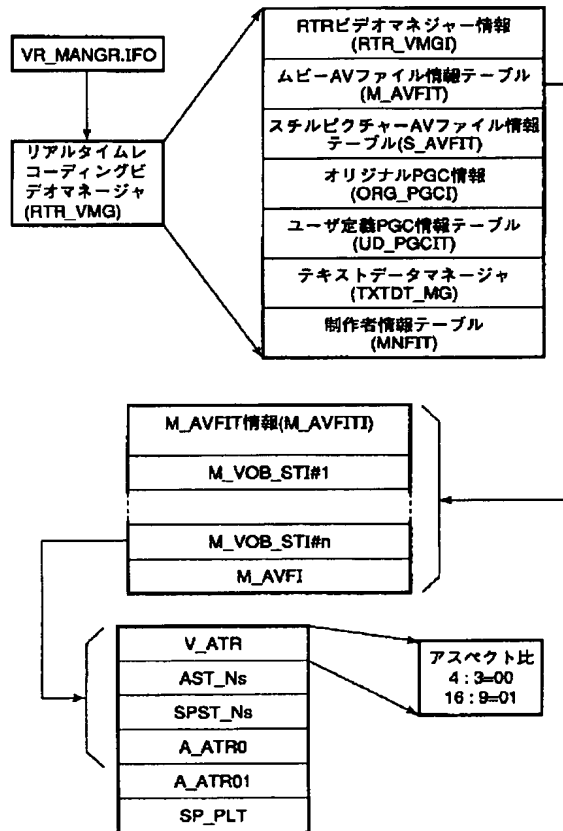 VR_MANGR.IFO
リアルタイムレ
コーディングビ
デオマネージャ
(RTR_VMG)
RTRビデオマネジャー情報
(RTR_VMGI)
ムビーAVファイル情報テーブル
(M_AVFIT)
スチルピクチャーAVファイル情報
テーブル(S_AVFIT)
オリジナルPGC情報
(ORG_PGCI)
ユーザ定義PGC情報テーブル
(UD_PGCIT)
テキストデータマネージャ
(TXTDT_MG)
制作者情報テーブル
(MNFIT)
M_AVFIT情報(M_AVFITI)
M_VOB_STI#1
M_VOB_STI#n
M_AVFI
V_ATR
AST_Ns
SPST_Ns
A_ATR0
A_ATR01
SP_PLT
アスペクト比
4:3=00
16:9=01